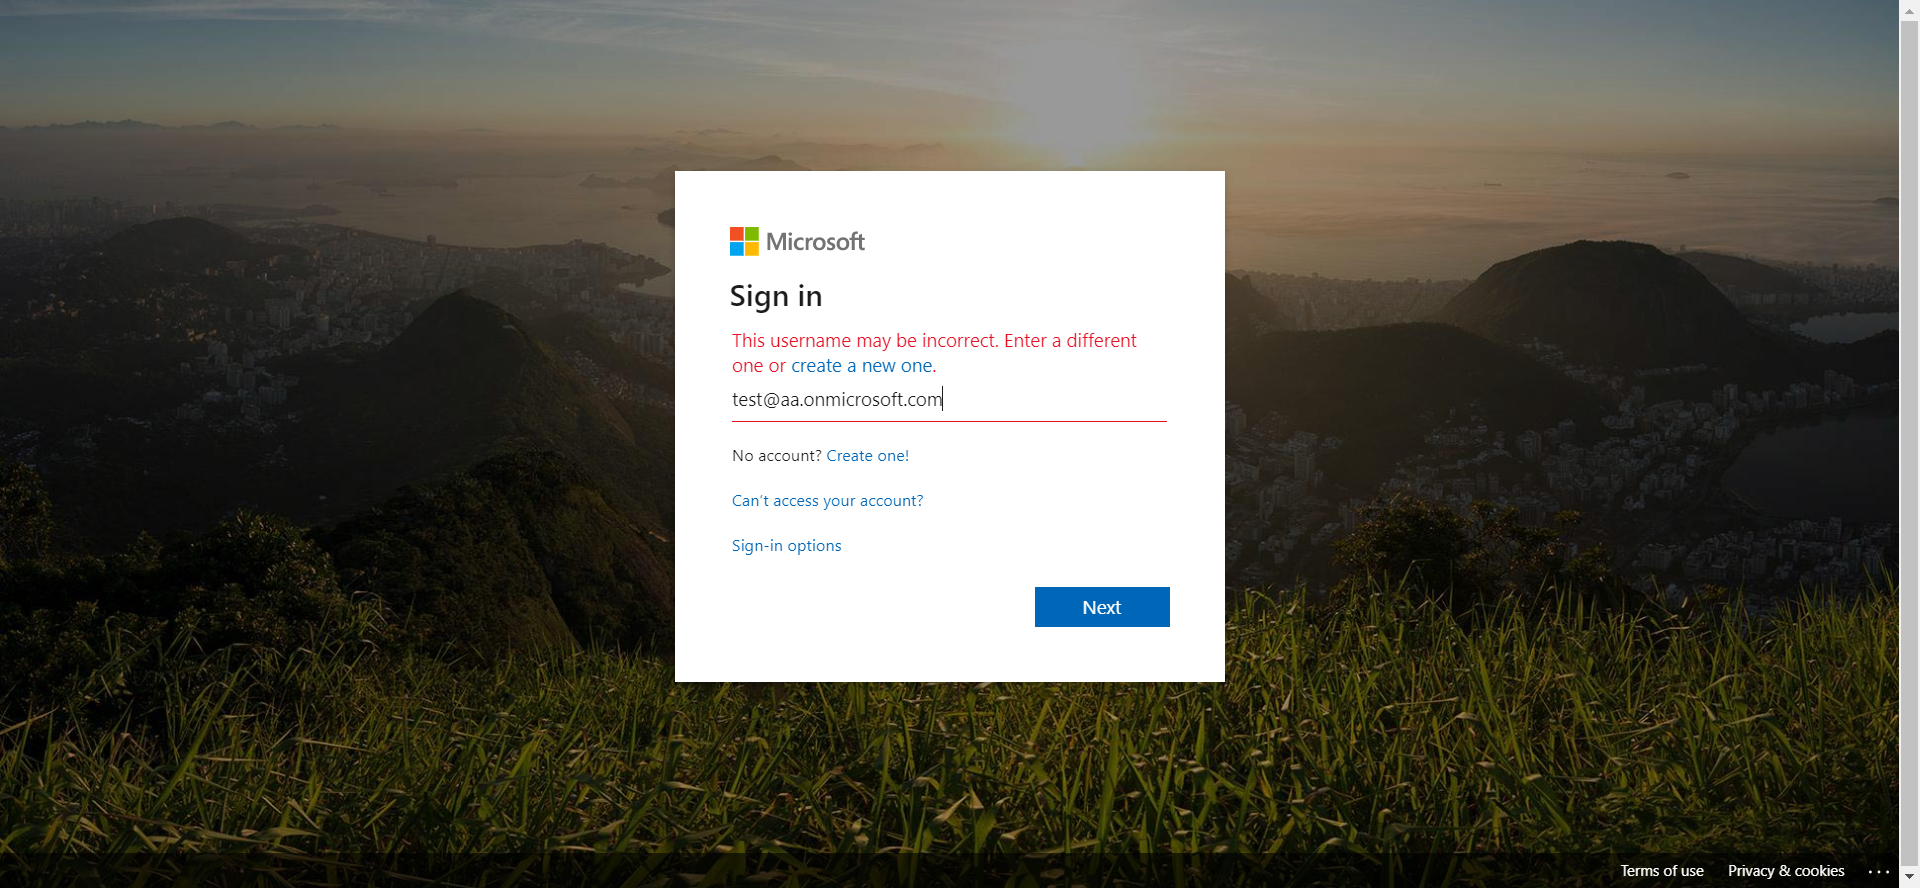 Microsoft
Sign in
This username may be incorrect. Enter a different
one or create a new one.
test@aa.onmicrosoft.com
No account? Create one!
Can't access your account?
Sign-in options
Next
Terms of use Privacy & cookies ...